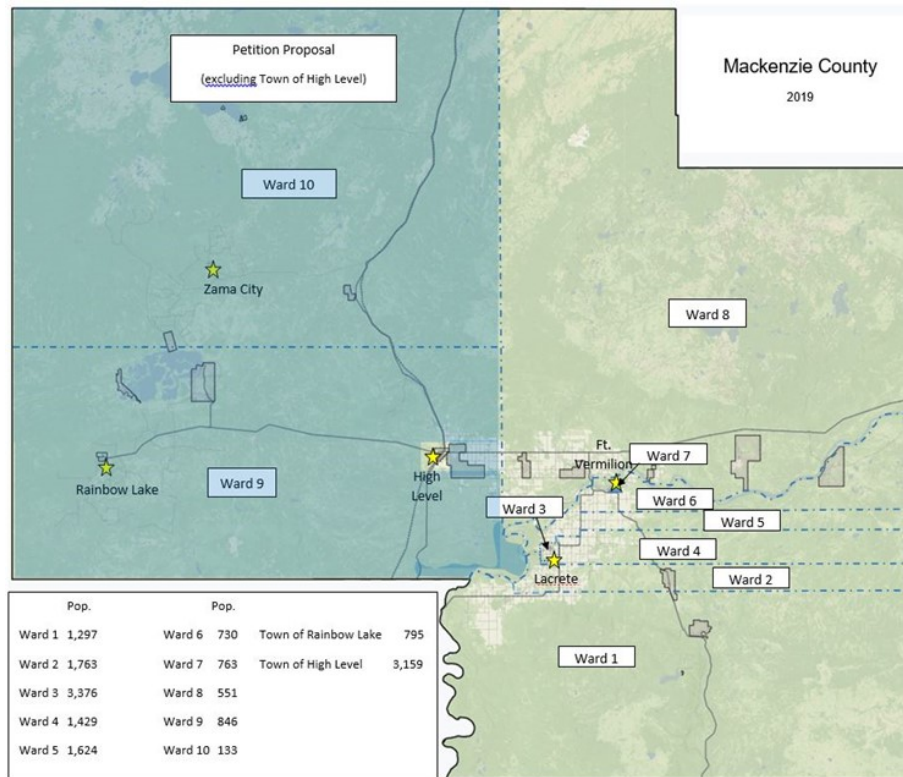 Petition Proposal
(excluding Town of High Level)
Mackenzie County
2019
Ward 10
Zama City
Ward 8
Ft.
Vermilion
Ward 7
Rainbow Lake
Ward 9
High
Level
Ward 6
Ward 3
Ward 5
Ward 4
Lacrete
Ward 2
Ward 1
Pop. Pop.
Ward 1 1,297 Ward 6 730 Town of Rainbow Lake 795
Ward 2 1,763 Ward 7 763 Town of High Level 3,159
Ward 3 3,376 Ward 8 551
Ward 4 1,429 Ward 9 846
Ward 5 1,624 Ward 10 133